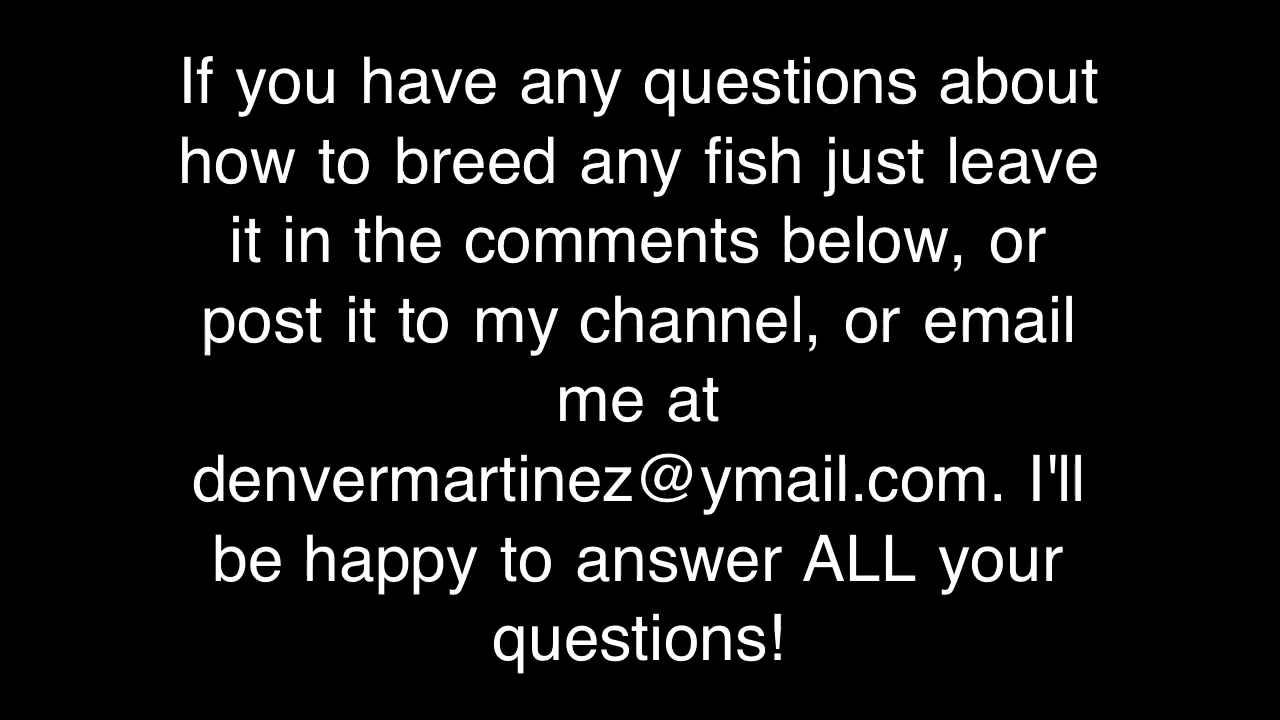 If you have any questions about
how to breed any fish just leave
it in the comments below, or
post it to my channel, or email
me at
denvermartinez@ymail.com. I'll
be happy to answer ALL your
questions!